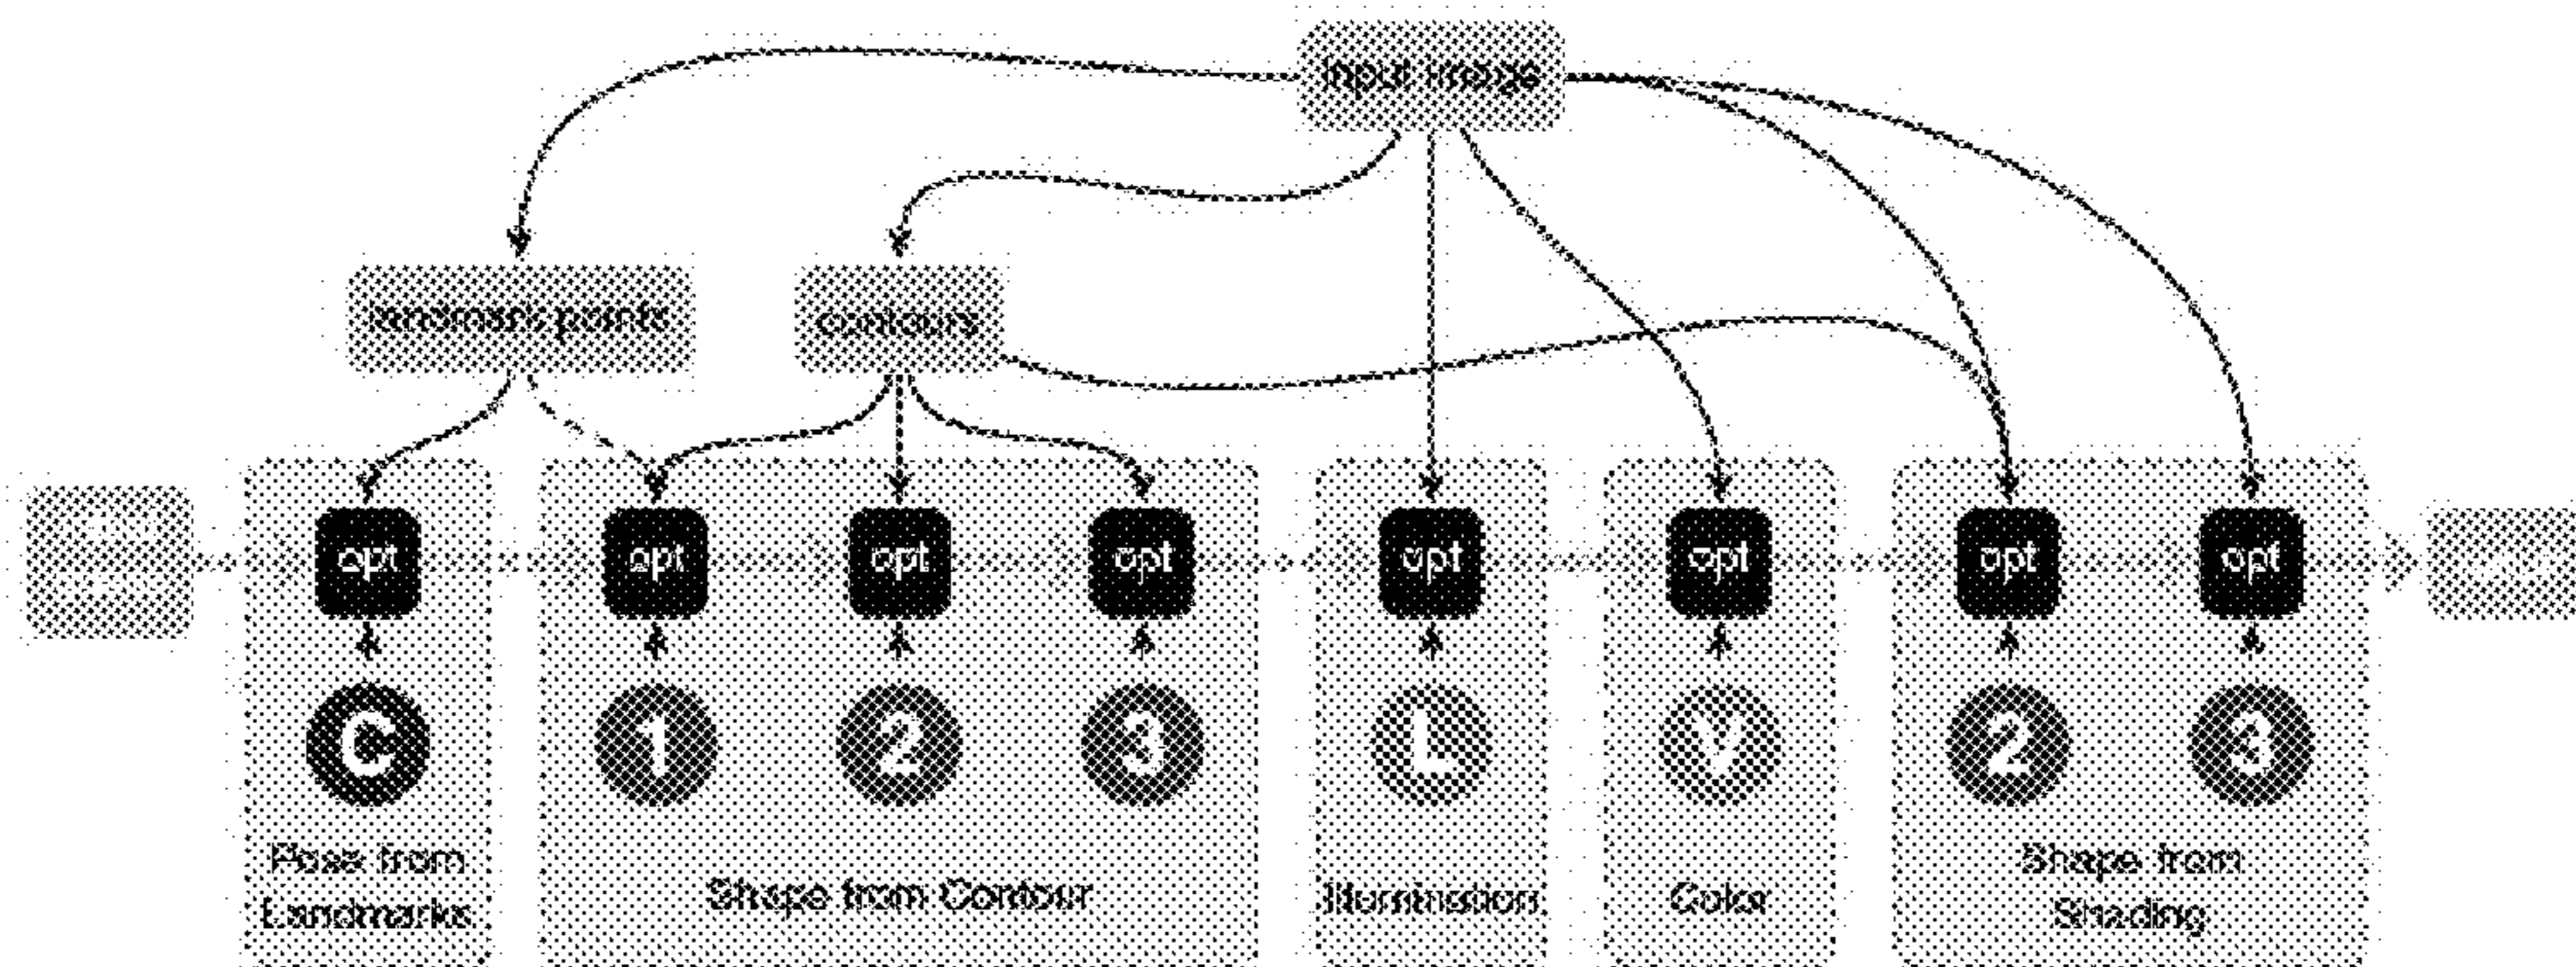 input image
landmark points
contours
opt
opt
opt
opt
opt
opt
opt
opt
C
1
2
3
L
V
2
3
Pose from
Landmarks
Shape from Contour
Illumination
Color
Shape from
Shading